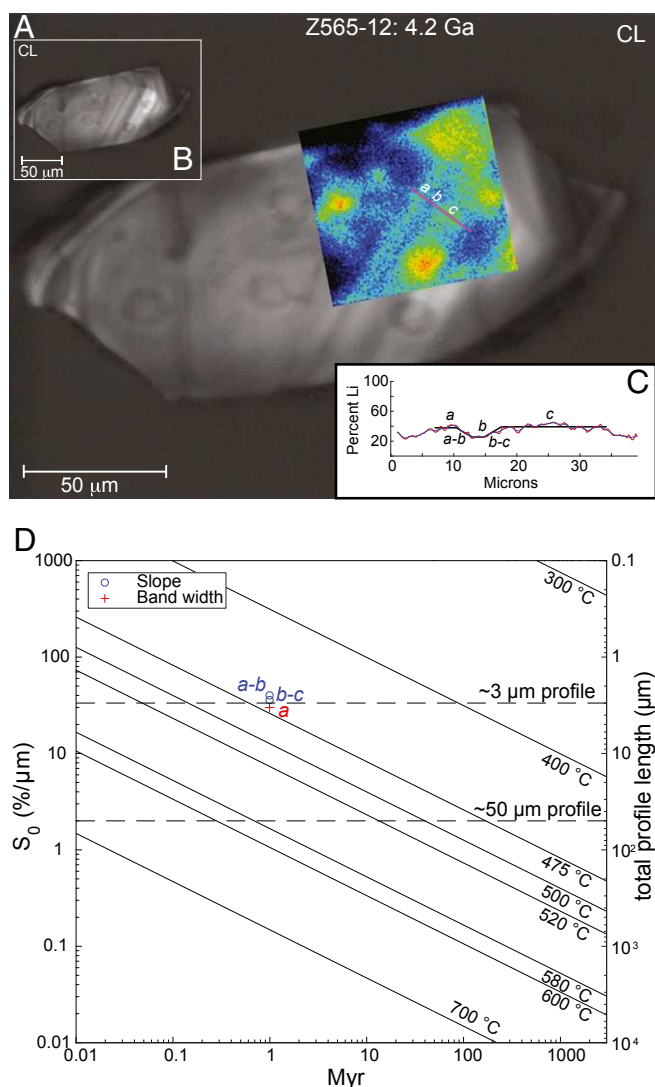 A
CL
Z565-12: 4.2 Ga
CL
B
50 μm
a
b
c
50 μm
C
Percent Li
100
60
20
a
a-b
b
b-c
c
0
10
20
30
Microns
D
S0 (%/μm)
1000
100
10
1
0.1
0.01
Slope
Band width
a-b
b-c
a
300 °C
~3 μm profile
400 °C
~50 μm profile
475 °C
500 °C
520 °C
580 °C
600 °C
700 °C
0.1
1
10
10²
10³
10⁴
total profile length (μm)
0.01
0.1
1
10
100
1000
Myr